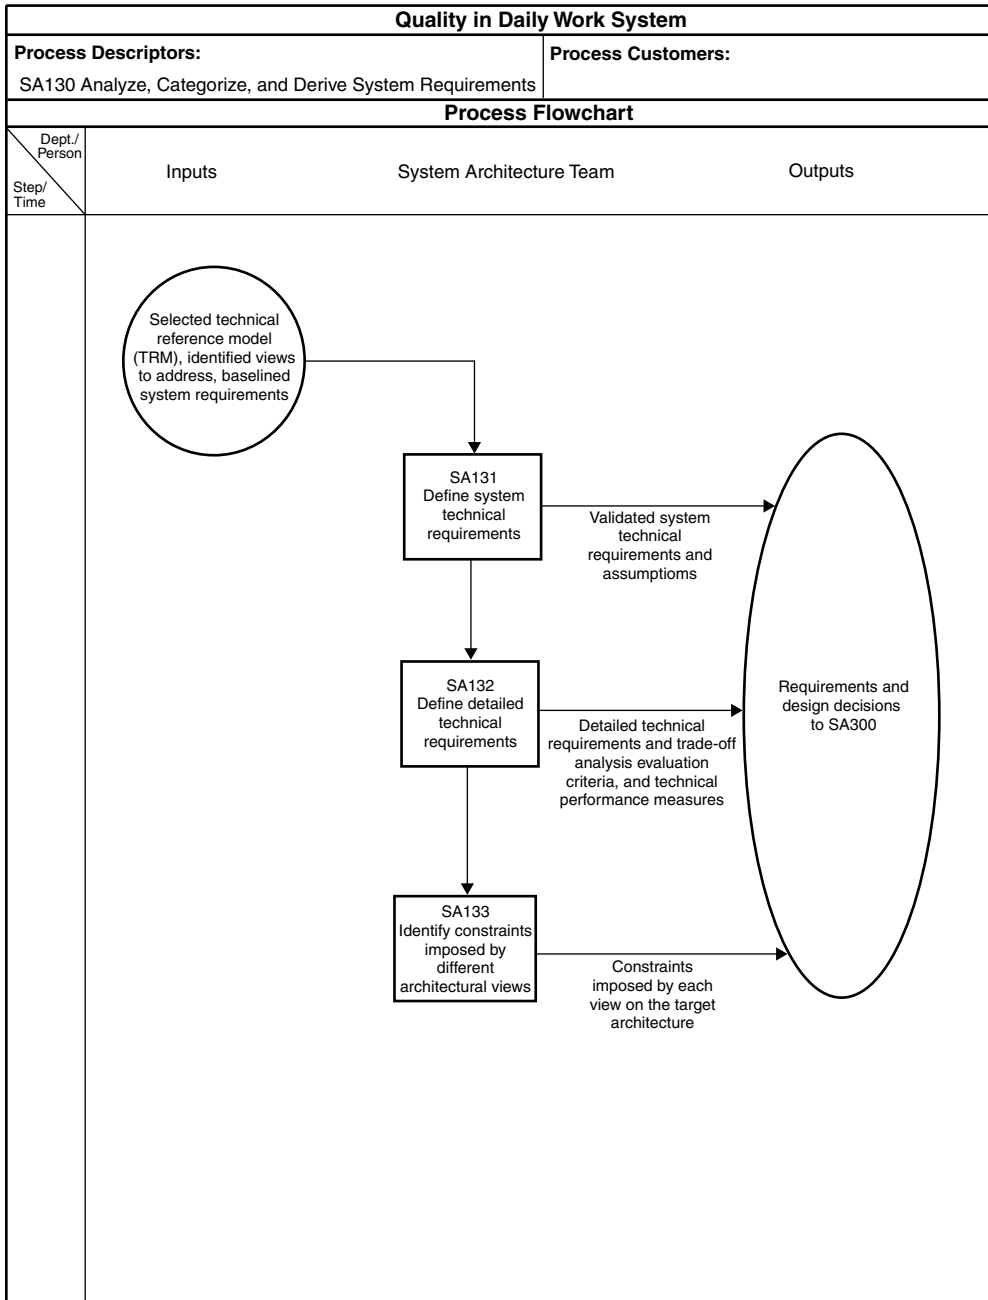 Quality in Daily Work System
Process Descriptors:
Process Customers:
SA130 Analyze, Categorize, and Derive System Requirements
Process Flowchart
Dept./
Person
Step/
Time
Inputs
System Architecture Team
Outputs
Selected technical
reference model
(TRM), identified views
to address, baselined
system requirements
SA131
Define system
technical
requirements
Validated system
technical
requirements and
assumptioms
SA132
Define detailed
technical
requirements
Detailed technical
requirements and trade-off
analysis evaluation
criteria, and technical
performance measures
Requirements and
design decisions
to SA300
SA133
Identify constraints
imposed by
different
architectural views
Constraints
imposed by each
view on the target
architecture